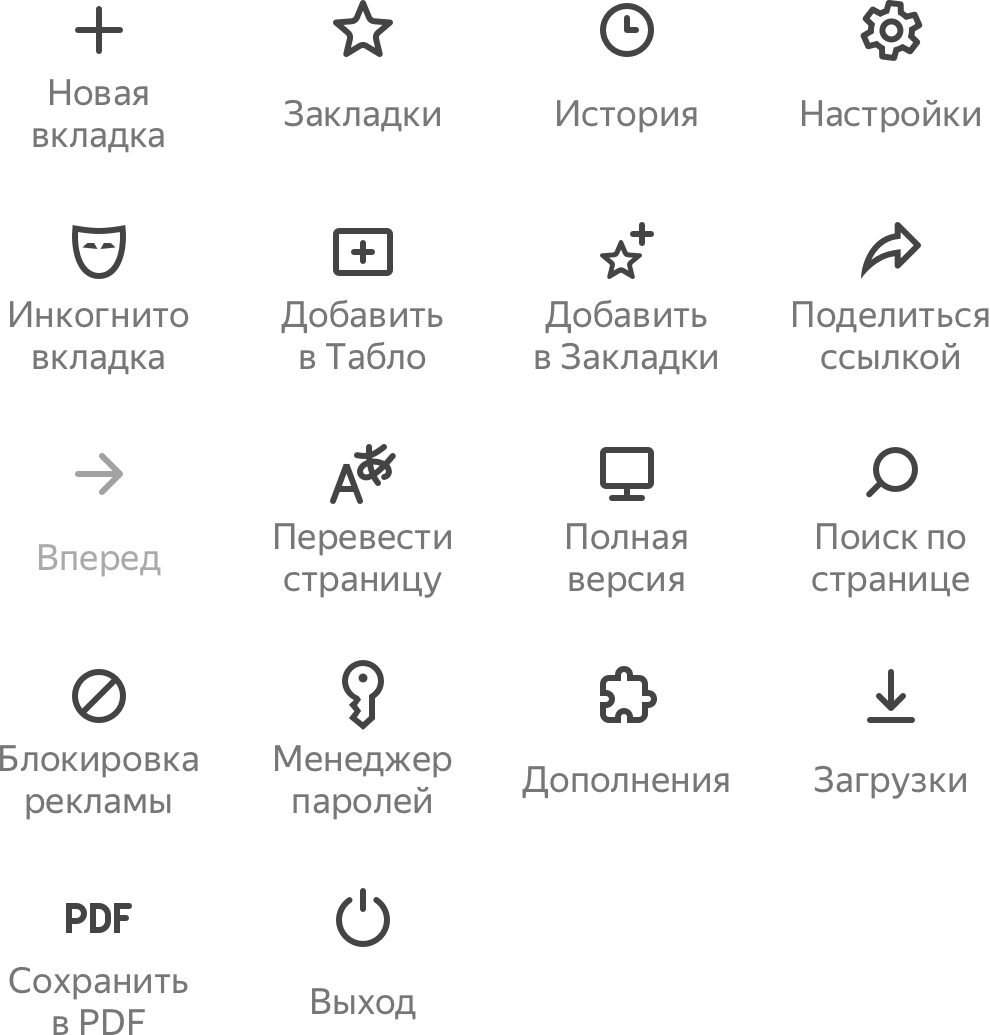 Новая
вкладка
Закладки
История
Настройки
Инкогнито
вкладка
Добавить
в Табло
Добавить
в Закладки
Поделиться
ссылкой
Вперед
Перевести
страницу
Полная
версия
Поиск по
странице
Блокировка
рекламы
Менеджер
паролей
Дополнения
Загрузки
PDF
Сохранить
в PDF
Выход